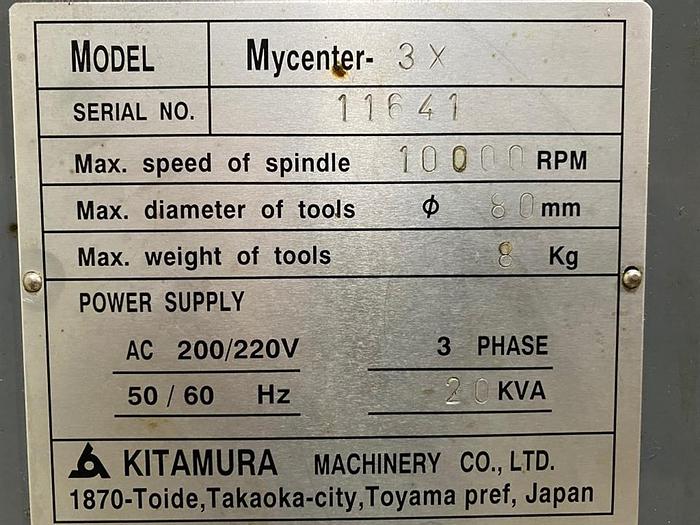 MODEL Mycenter- 3X
SERIAL NO. 11641
Max. speed of spindle 10000 RPM
Max. diameter of tools ϕ 80 mm
Max. weight of tools 8 Kg
POWER SUPPLY
AC 200/220V 3 PHASE
50 / 60 Hz 20 KVA
KITAMURA MACHINERY CO., LTD.
1870-Toide,Takaoka-city,Toyama pref, Japan